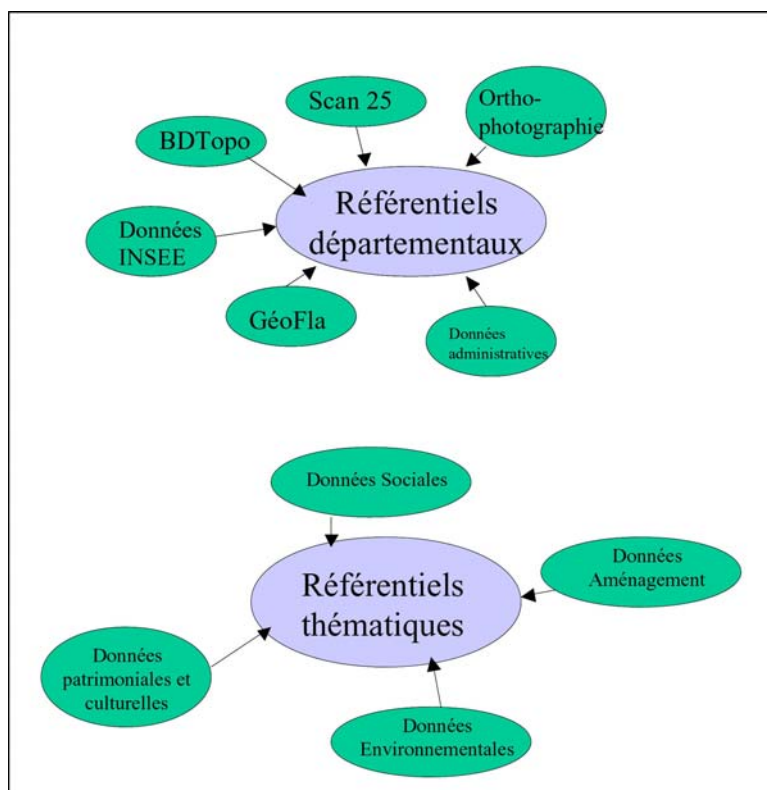 Scan 25
Ortho-
photographie
BDTopo
Référentiels
départementaux
Données
INSEE
GéoFla
Données
administratives
Données Sociales
Données
Aménagement
Référentiels
thématiques
Données
patrimoniales et
culturelles
Données
Environnementales